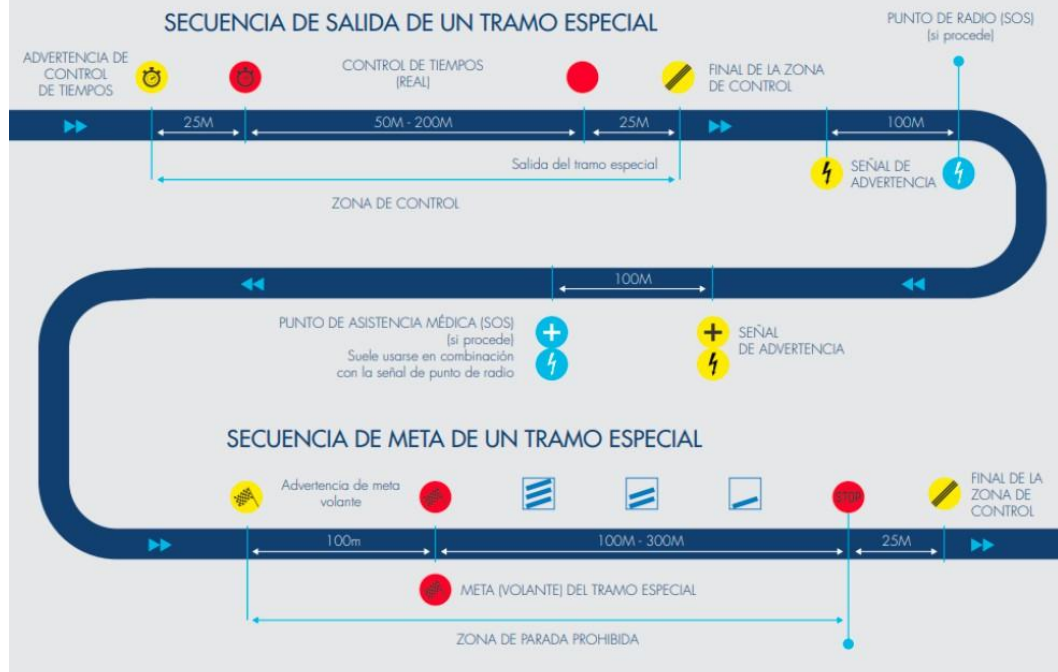 SECUENCIA DE SALIDA DE UN TRAMO ESPECIAL
PUNTO DE RADIO (SOS)
(si procede)
ADVERTENCIA DE
CONTROL
DE TIEMPOS
CONTROL DE TIEMPOS
(REAL)
FINAL DE LA ZONA
DE CONTROL
25M
50M - 200M
25M
100M
Salida del tramo especial
SEÑAL DE
ADVERTENCIA
ZONA DE CONTROL
100M
PUNTO DE ASISTENCIA MÉDICA (SOS)
(si procede)
Suele usarse en combinación
con la señal de punto de radio
SEÑAL
DE ADVERTENCIA
SECUENCIA DE META DE UN TRAMO ESPECIAL
Advertencia de meta
volante
STOP
FINAL DE LA
ZONA DE
CONTROL
100m
100M - 300M
25M
META (VOLANTE) DEL TRAMO ESPECIAL
ZONA DE PARADA PROHIBIDA